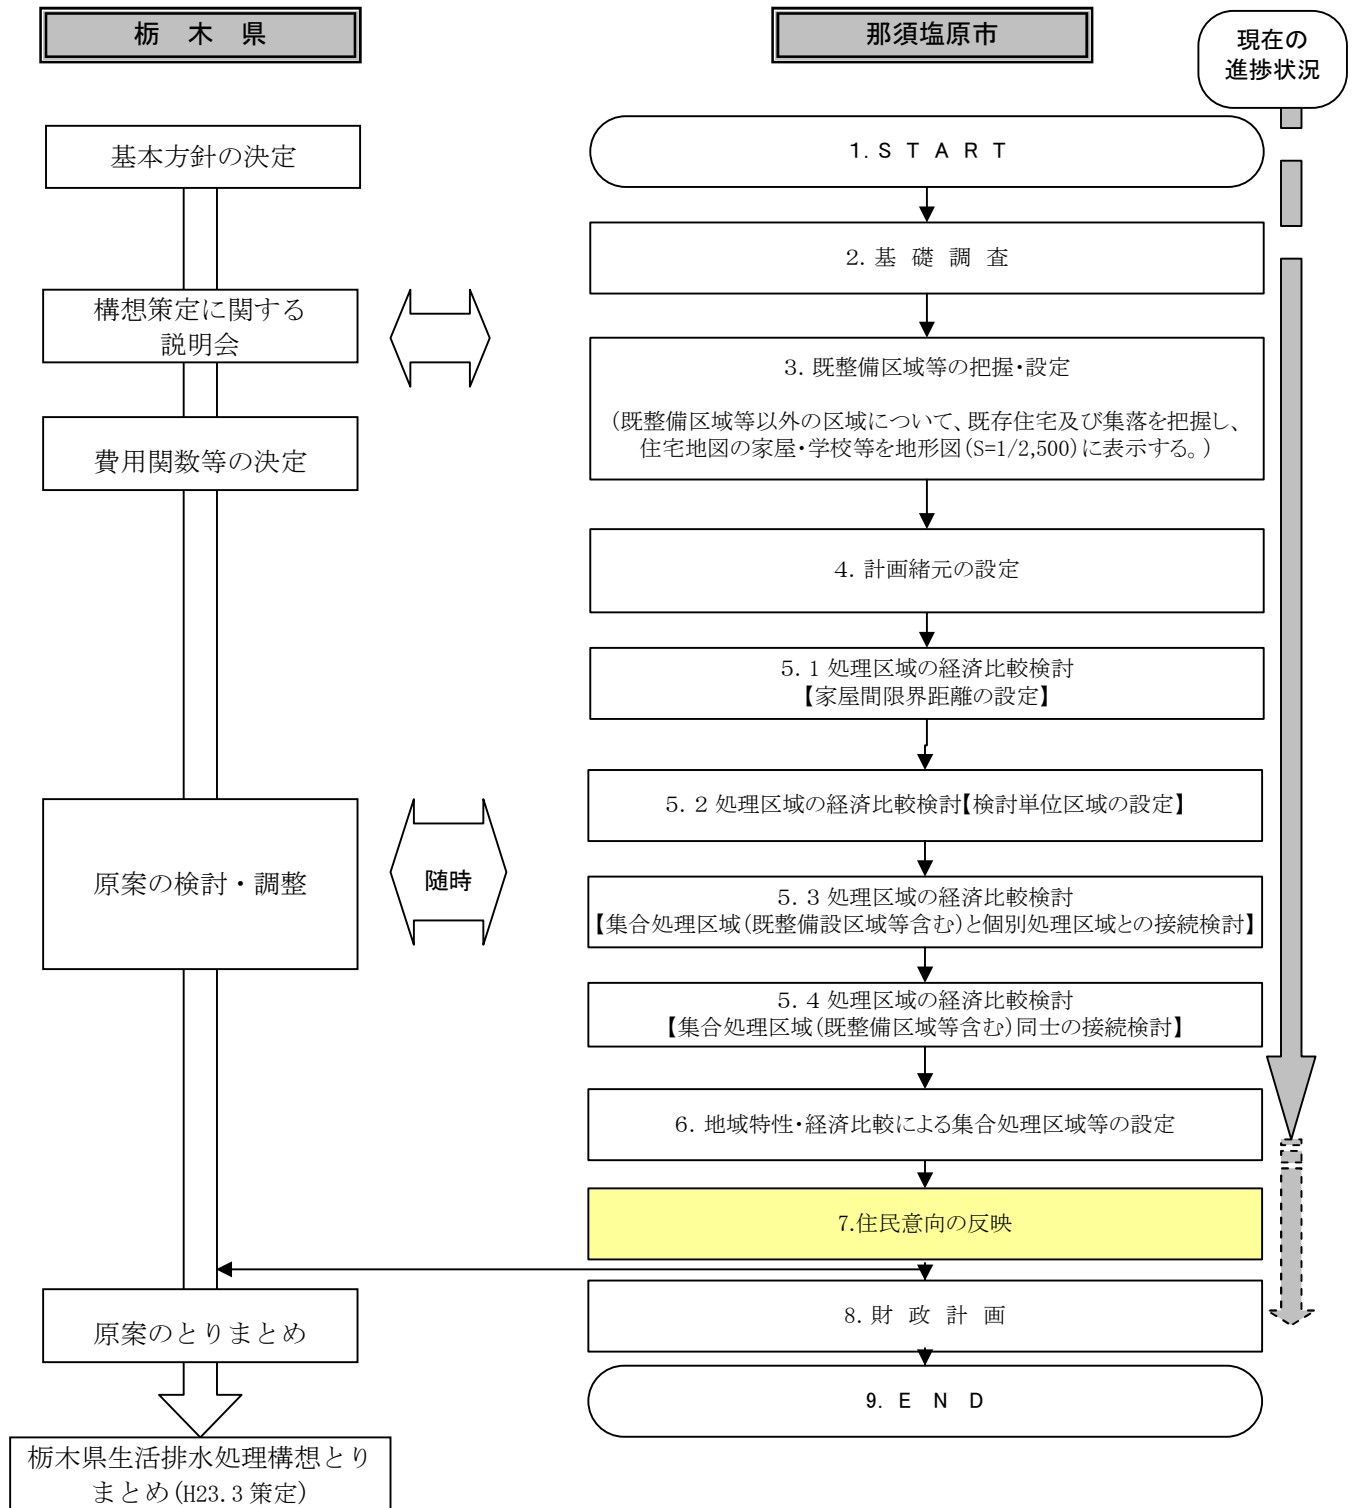 栃 木 県
那須塩原市
現在の
進捗状況
基本方針の決定
構想策定に関する
説明会
費用関数等の決定
原案の検討・調整
原案のとりまとめ
栃木県生活排水処理構想とり
まとめ(H23.3 策定)
随時
1.S T A R T
2.基 礎 調 査
3.既整備区域等の把握・設定
(既整備区域等以外の区域について、既存住宅及び集落を把握し、
住宅地図の家屋・学校等を地形図(S=1/2,500)に表示する。)
4.計画緒元の設定
5.1 処理区域の経済比較検討
【家屋間限界距離の設定】
5.2 処理区域の経済比較検討【検討単位区域の設定】
5.3 処理区域の経済比較検討
【集合処理区域(既整備設区域等含む)と個別処理区域との接続検討】
5.4 処理区域の経済比較検討
【集合処理区域(既整備区域等含む)同士の接続検討】
6.地域特性・経済比較による集合処理区域等の設定
7.住民意向の反映
8.財 政 計 画
9.E N D